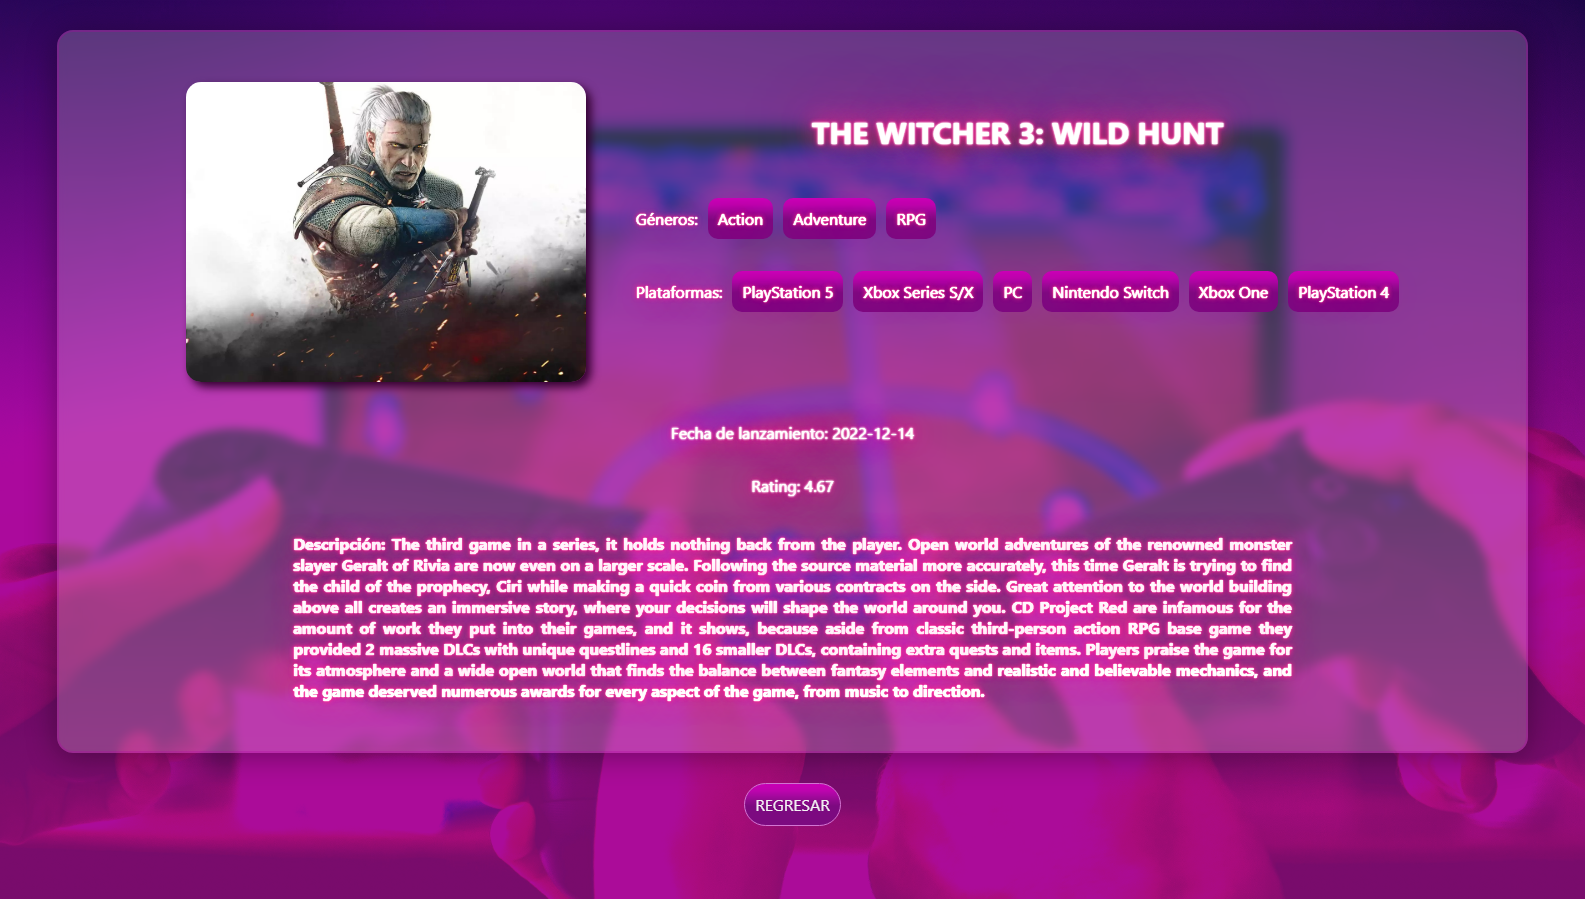 THE WITCHER 3: WILD HUNT
Géneros: Action Adventure RPG
Plataformas: PlayStation 5 Xbox Series S/X PC Nintendo Switch Xbox One PlayStation 4
Fecha de lanzamiento: 2022-12-14
Rating: 4.67
Descripción: The third game in a series, it holds nothing back from the player. Open world adventures of the renowned monster
slayer Geralt of Rivia are now even on a larger scale. Following the source material more accurately, this time Geralt is trying to find
the child of the prophecy, Ciri while making a quick coin from various contracts on the side. Great attention to the world building
above all creates an immersive story, where your decisions will shape the world around you. CD Project Red are infamous for the
amount of work they put into their games, and it shows, because aside from classic third-person action RPG base game they
provided 2 massive DLCs with unique questlines and 16 smaller DLCs, containing extra quests and items. Players praise the game for
its atmosphere and a wide open world that finds the balance between fantasy elements and realistic and believable mechanics, and
the game deserved numerous awards for every aspect of the game, from music to direction.
REGRESAR